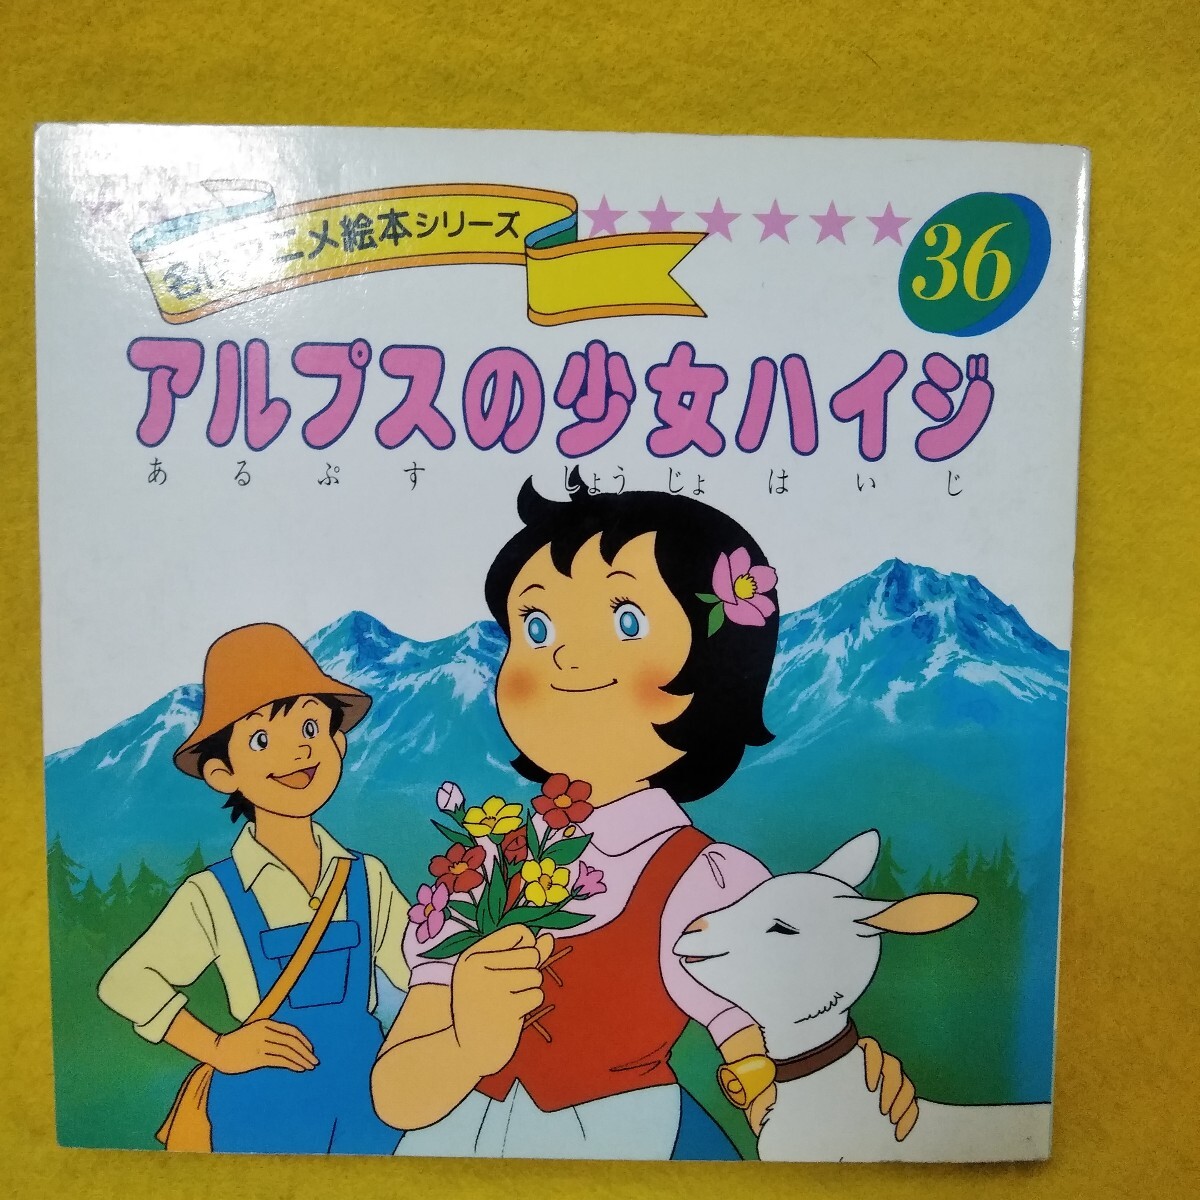 名作アニメ絵本シリーズ
★★★★★★
36
アルプスの少女ハイジ
あるぷす しょうじょはいじ